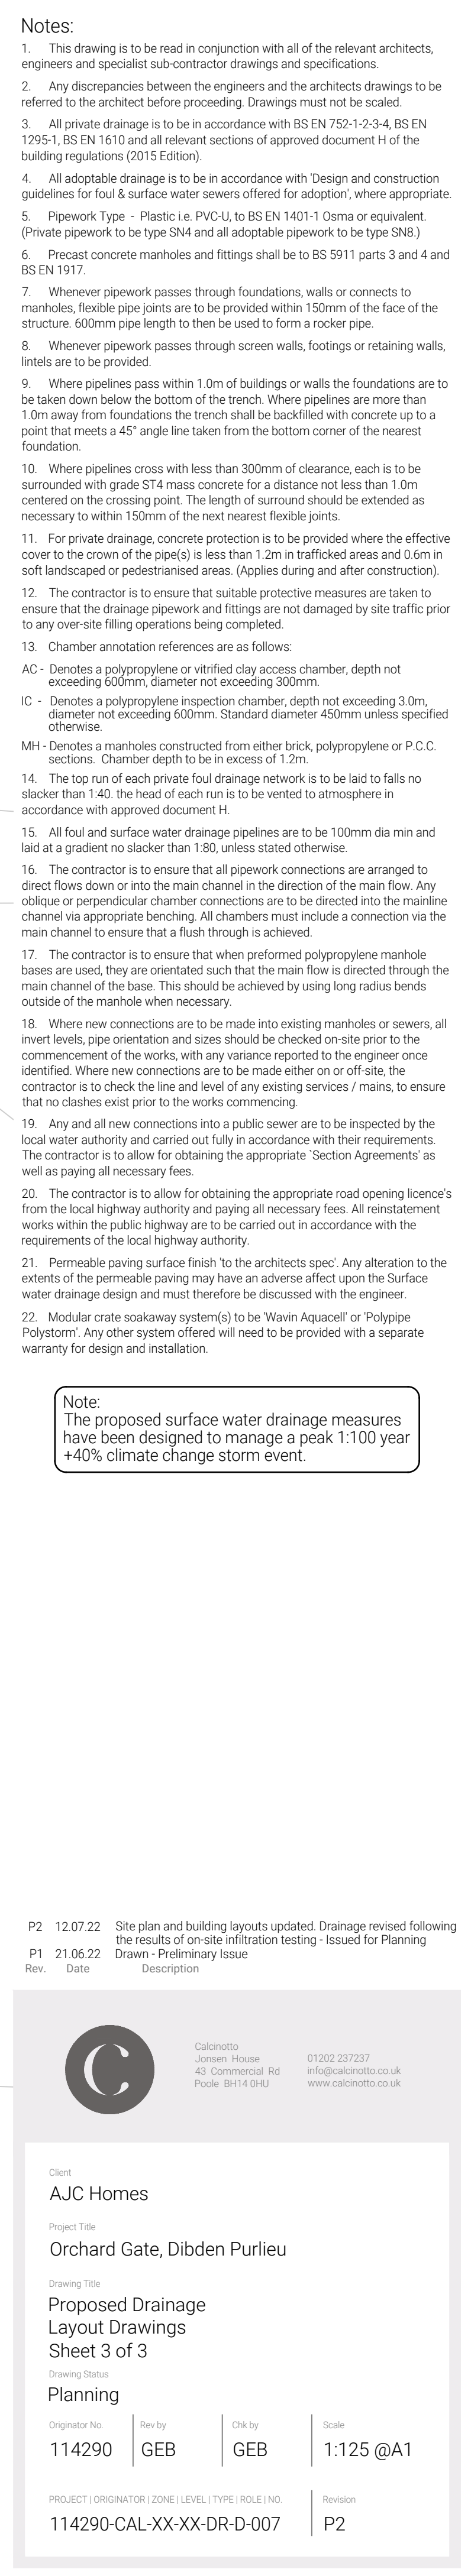 Notes:
1. This drawing is to be read in conjunction with all of the relevant architects,
engineers and specialist sub-contractor drawings and specifications.
2. Any discrepancies between the engineers and the architects drawings to be
referred to the architect before proceeding. Drawings must not be scaled.
3. All private drainage is to be in accordance with BS EN 752-1-2-3-4, BS EN
1295-1, BS EN 1610 and all relevant sections of approved document H of the
building regulations (2015 Edition).
4. All adoptable drainage is to be in accordance with 'Design and construction
guidelines for foul & surface water sewers offered for adoption', where appropriate.
5. Pipework Type - Plastic i.e. PVC-U, to BS EN 1401-1 Osma or equivalent.
(Private pipework to be type SN4 and all adoptable pipework to be type SN8.)
6. Precast concrete manholes and fittings shall be to BS 5911 parts 3 and 4 and
BS EN 1917.
7. Whenever pipework passes through foundations, walls or connects to
manholes, flexible pipe joints are to be provided within 150mm of the face of the
structure. 600mm pipe length to then be used to form a rocker pipe.
8. Whenever pipework passes through screen walls, footings or retaining walls,
lintels are to be provided.
9. Where pipelines pass within 1.0m of buildings or walls the foundations are to
be taken down below the bottom of the trench. Where pipelines are more than
1.0m away from foundations the trench shall be backfilled with concrete up to a
point that meets a 45° angle line taken from the bottom corner of the nearest
foundation.
10. Where pipelines cross with less than 300mm of clearance, each is to be
surrounded with grade ST4 mass concrete for a distance not less than 1.0m
centered on the crossing point. The length of surround should be extended as
necessary to within 150mm of the next nearest flexible joints.
11. For private drainage, concrete protection is to be provided where the effective
cover to the crown of the pipe(s) is less than 1.2m in trafficked areas and 0.6m in
soft landscaped or pedestrianised areas. (Applies during and after construction).
12. The contractor is to ensure that suitable protective measures are taken to
ensure that the drainage pipework and fittings are not damaged by site traffic prior
to any over-site filling operations being completed.
13. Chamber annotation references are as follows:
AC - Denotes a polypropylene or vitrified clay access chamber, depth not
exceeding 600mm, diameter not exceeding 300mm.
IC - Denotes a polypropylene inspection chamber, depth not exceeding 3.0m,
diameter not exceeding 600mm. Standard diameter 450mm unless specified
otherwise.
MH - Denotes a manholes constructed from either brick, polypropylene or P.C.C.
sections. Chamber depth to be in excess of 1.2m.
14. The top run of each private foul drainage network is to be laid to falls no
slacker than 1:40. the head of each run is to be vented to atmosphere in
accordance with approved document H.
15. All foul and surface water drainage pipelines are to be 100mm dia min and
laid at a gradient no slacker than 1:80, unless stated otherwise.
16. The contractor is to ensure that all pipework connections are arranged to
direct flows down or into the main channel in the direction of the main flow. Any
oblique or perpendicular chamber connections are to be directed into the mainline
channel via appropriate benching. All chambers must include a connection via the
main channel to ensure that a flush through is achieved.
17. The contractor is to ensure that when preformed polypropylene manhole
bases are used, they are orientated such that the main flow is directed through the
main channel of the base. This should be achieved by using long radius bends
outside of the manhole when necessary.
18. Where new connections are to be made into existing manholes or sewers, all
invert levels, pipe orientation and sizes should be checked on-site prior to the
commencement of the works, with any variance reported to the engineer once
identified. Where new connections are to be made either on or off-site, the
contractor is to check the line and level of any existing services / mains, to ensure
that no clashes exist prior to the works commencing.
19. Any and all new connections into a public sewer are to be inspected by the
local water authority and carried out fully in accordance with their requirements.
The contractor is to allow for obtaining the appropriate `Section Agreements' as
well as paying all necessary fees.
20. The contractor is to allow for obtaining the appropriate road opening licence's
from the local highway authority and paying all necessary fees. All reinstatement
works within the public highway are to be carried out in accordance with the
requirements of the local highway authority.
21. Permeable paving surface finish 'to the architects spec'. Any alteration to the
extents of the permeable paving may have an adverse affect upon the Surface
water drainage design and must therefore be discussed with the engineer.
22. Modular crate soakaway system(s) to be 'Wavin Aquacell' or 'Polypipe
Polystorm'. Any other system offered will need to be provided with a separate
warranty for design and installation.
Note:
The proposed surface water drainage measures
have been designed to manage a peak 1:100 year
+40% climate change storm event.
P2 12.07.22 Site plan and building layouts updated. Drainage revised following
the results of on-site infiltration testing - Issued for Planning
P1 21.06.22 Drawn - Preliminary Issue
Rev. Date Description
C
Calcinotto
Jonsen House
43 Commercial Rd
Poole BH14 0HU
01202 237237
info@calcinotto.co.uk
www.calcinotto.co.uk
Client
AJC Homes
Project Title
Orchard Gate, Dibden Purlieu
Drawing Title
Proposed Drainage
Layout Drawings
Sheet 3 of 3
Drawing Status
Planning
Originator No. Rev by Chk by Scale
114290 GEB GEB 1:125 @A1
PROJECT | ORIGINATOR | ZONE | LEVEL | TYPE | ROLE | NO. Revision
114290-CAL-XX-XX-DR-D-007 P2